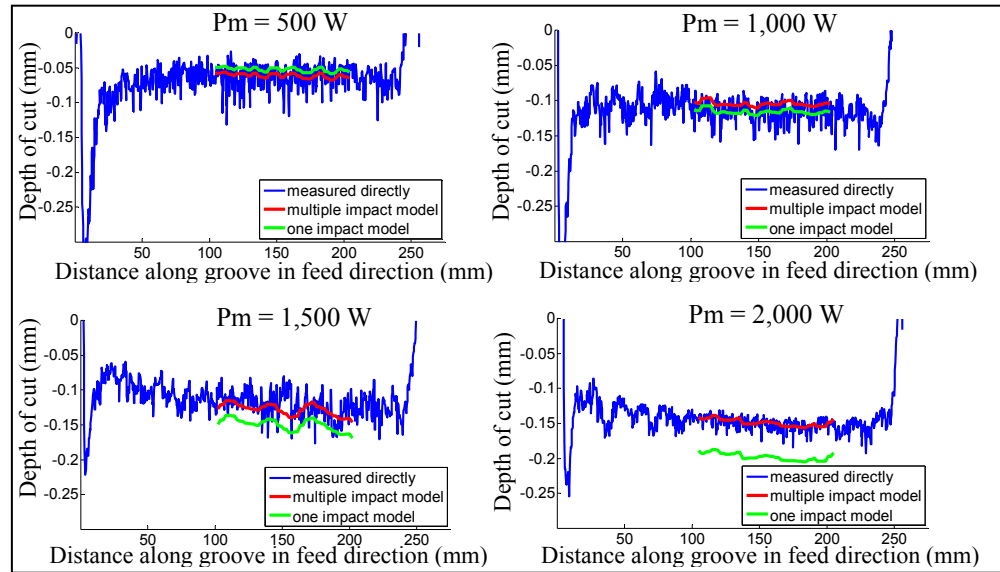 Pm = 500 W
0
-0.05
-0.1
-0.15
-0.2
-0.25
Depth of cut (mm)
measured directly
multiple impact model
one impact model
50
100
150
200
250
Distance along groove in feed direction (mm)
Pm = 1,000 W
0
-0.05
-0.1
-0.15
-0.2
-0.25
Depth of cut (mm)
measured directly
multiple impact model
one impact model
50
100
150
200
250
Distance along groove in feed direction (mm)
Pm = 1,500 W
0
-0.05
-0.1
-0.15
-0.2
-0.25
Depth of cut (mm)
measured directly
multiple impact model
one impact model
50
100
150
200
250
Distance along groove in feed direction (mm)
Pm = 2,000 W
0
-0.05
-0.1
-0.15
-0.2
-0.25
Depth of cut (mm)
measured directly
multiple impact model
one impact model
50
100
150
200
250
Distance along groove in feed direction (mm)